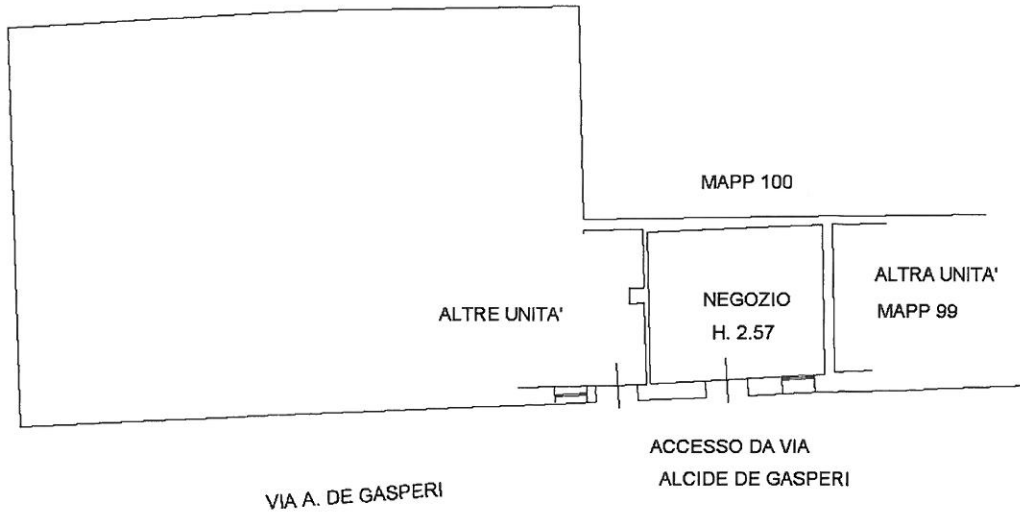 MAPP 100
ALTRE UNITA'
NEGOZIO
H. 2.57
ALTRA UNITA'
MAPP 99
ACCESSO DA VIA
ALCIDE DE GASPERI
VIA A. DE GASPERI